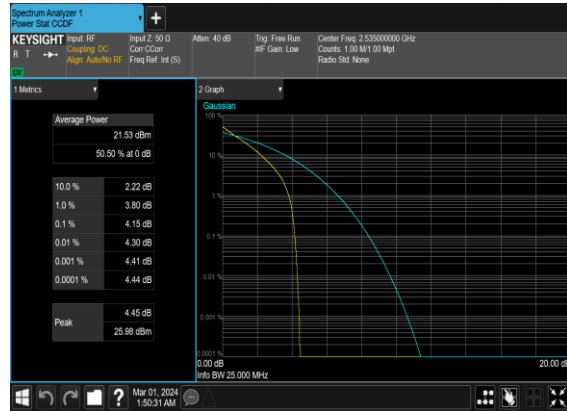 Spectrum Analyzer 1
Power Stat CCDF
+
KEYSIGHT
R T
LXI
Input: RF
Coupling: DC
Align: Auto/No RF
Input Z: 50 Ω
Corr CCorr
Freq Ref: Int (S)
Atten: 40 dB
Trig: Free Run
#IF Gain: Low
Center Freq: 2.535000000 GHz
Counts: 1.00 M/1.00 Mpt
Radio Std: None
1 Metrics
Average Power
21.53 dBm
50.50 % at 0 dB
10.0 % 2.22 dB
1.0 % 3.80 dB
0.1 % 4.15 dB
0.01 % 4.30 dB
0.001 % 4.41 dB
0.0001 % 4.44 dB
Peak
4.45 dB
25.98 dBm
2 Graph
Gaussian
100 %
10 %
1 %
0.1 %
0.01 %
0.001 %
0.0001 %
0.00 dB
20.00 dB
Info BW 25.000 MHz
?
Mar 01, 2024
1:50:31 AM